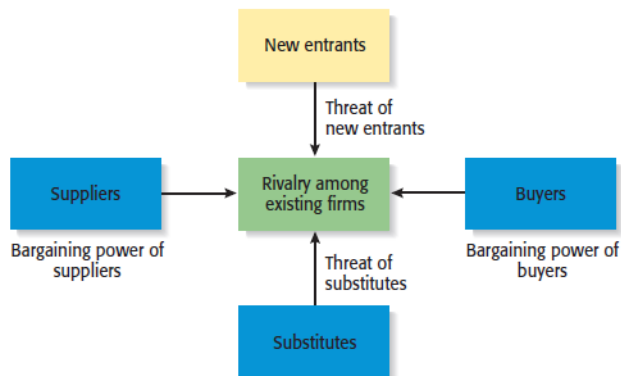 New entrants
Threat of
new entrants
Suppliers
Rivalry among
existing firms
Buyers
Bargaining power of
suppliers
Bargaining power of
buyers
Threat of
substitutes
Substitutes